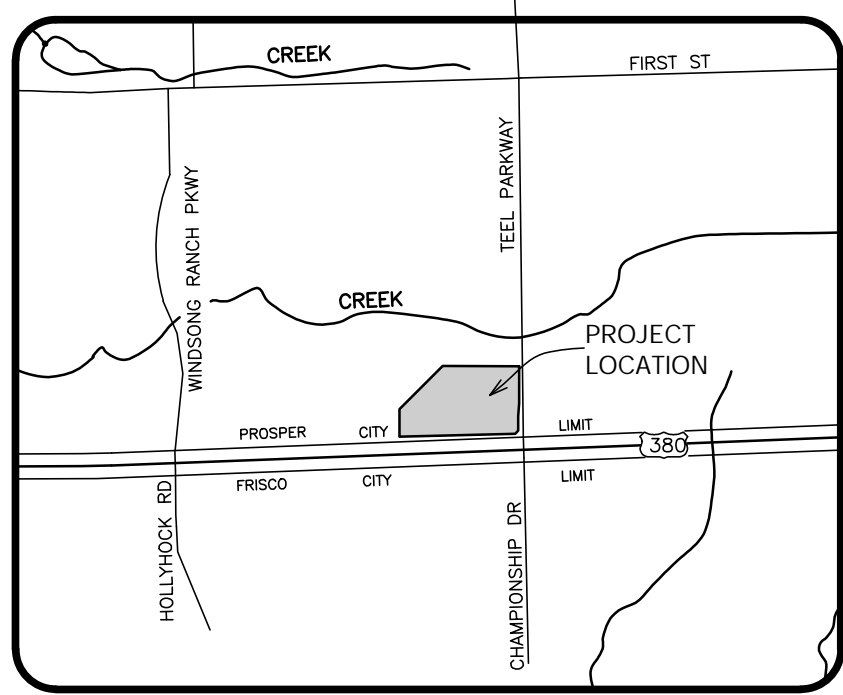 CREEK
FIRST ST
TEEL PARKWAY
WINDSONG RANCH PKWY
CREEK
PROJECT
LOCATION
PROSPER CITY LIMIT
380
FRISCO CITY LIMIT
HOLLYHOCK RD
CHAMPIONSHIP DR